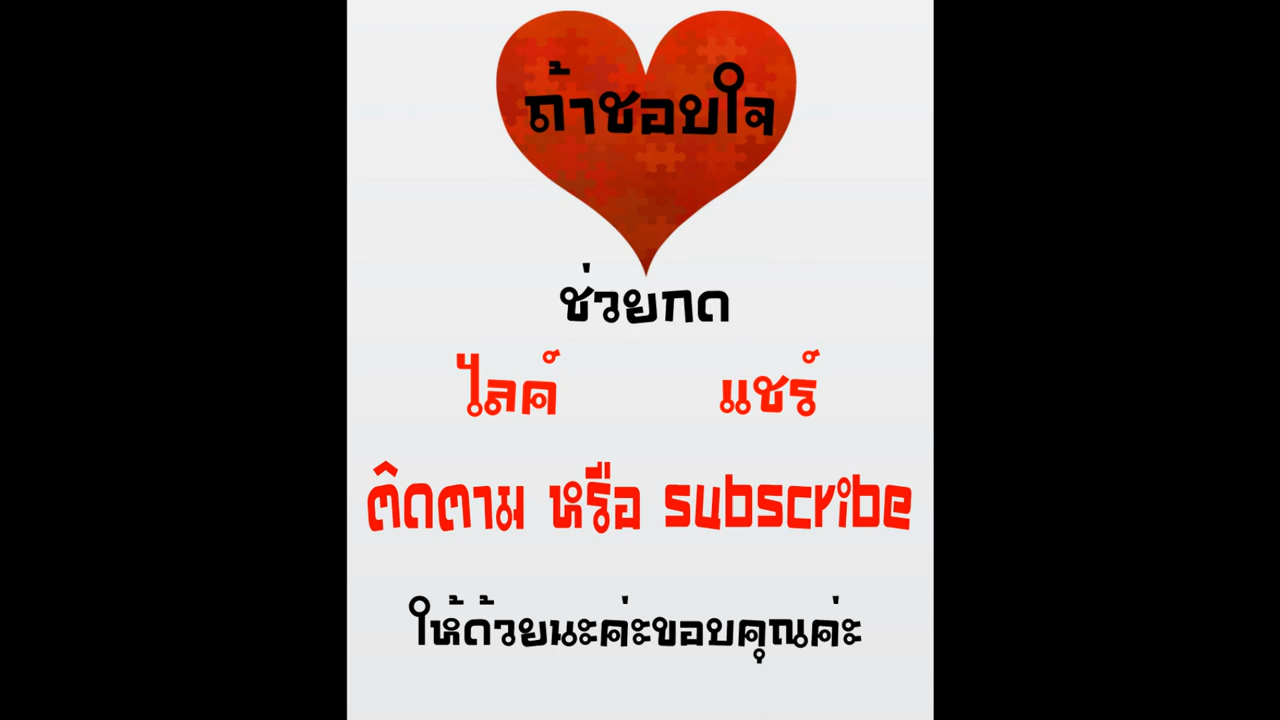 ถ้าชอบใจ
ช่วยกด
ไลค์ แชร์
ติดตาม หรือ subscribe
ให้ด้วยนะค่ะขอบคุณค่ะ